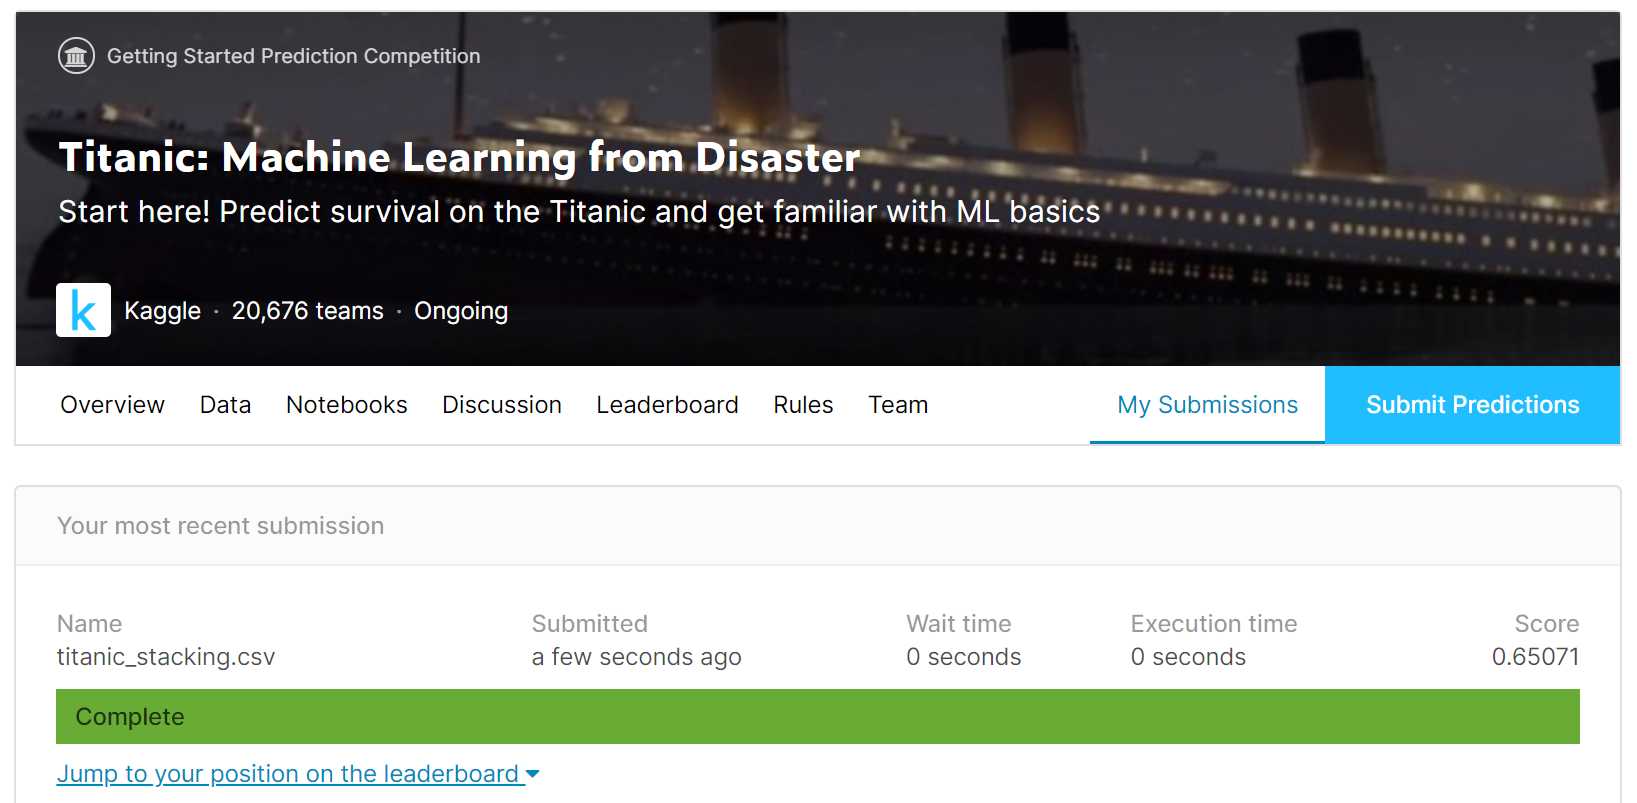 Getting Started Prediction Competition
Titanic: Machine Learning from Disaster
Start here! Predict survival on the Titanic and get familiar with ML basics
k Kaggle · 20,676 teams · Ongoing
Overview Data Notebooks Discussion Leaderboard Rules Team My Submissions Submit Predictions
Your most recent submission
Name Submitted Wait time Execution time Score
titanic_stacking.csv a few seconds ago 0 seconds 0 seconds 0.65071
Complete
Jump to your position on the leaderboard